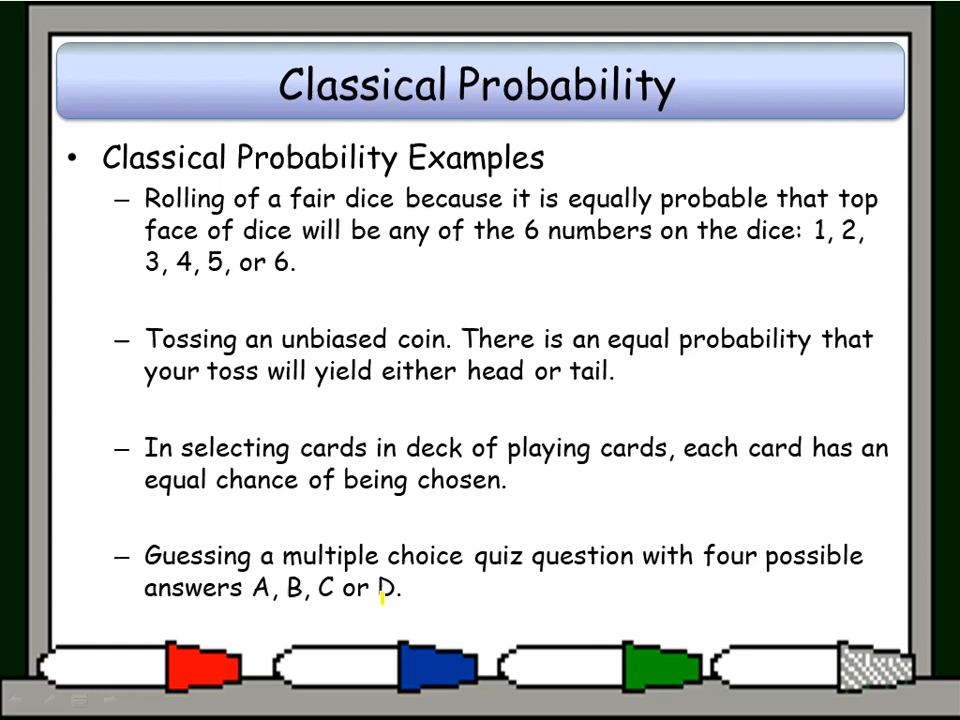 Classical Probability
• Classical Probability Examples
– Rolling of a fair dice because it is equally probable that top
face of dice will be any of the 6 numbers on the dice: 1, 2,
3, 4, 5, or 6.
– Tossing an unbiased coin. There is an equal probability that
your toss will yield either head or tail.
– In selecting cards in deck of playing cards, each card has an
equal chance of being chosen.
– Guessing a multiple choice quiz question with four possible
answers A, B, C or D.